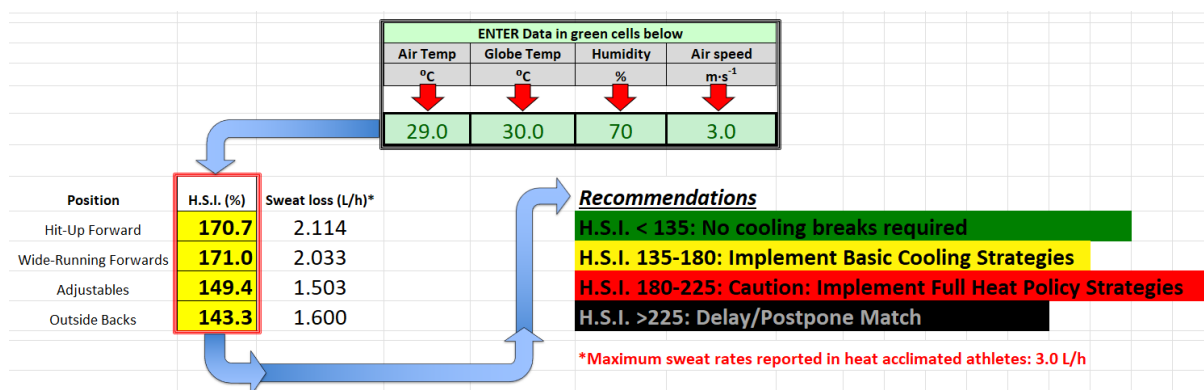 ENTER Data in green cells below
Air Temp Globe Temp Humidity Air speed
⁰C ⁰C % m·s⁻¹
29.0 30.0 70 3.0
Position H.S.I. (%) Sweat loss (L/h)* Recommendations
Hit-Up Forward 170.7 2.114 H.S.I. < 135: No cooling breaks required
Wide-Running Forwards 171.0 2.033 H.S.I. 135-180: Implement Basic Cooling Strategies
Adjustables 149.4 1.503 H.S.I. 180-225: Caution: Implement Full Heat Policy Strategies
Outside Backs 143.3 1.600 H.S.I. >225: Delay/Postpone Match
*Maximum sweat rates reported in heat acclimated athletes: 3.0 L/h